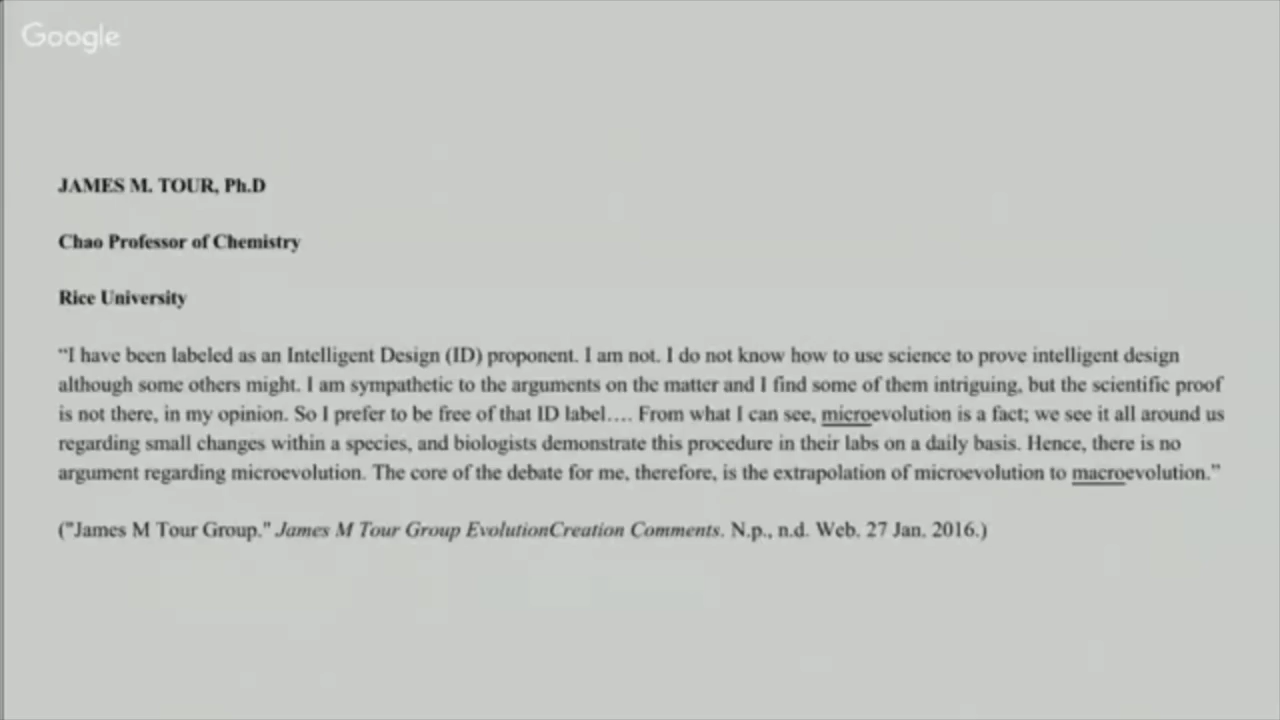 Google
JAMES M. TOUR, Ph.D
Chao Professor of Chemistry
Rice University
“I have been labeled as an Intelligent Design (ID) proponent. I am not. I do not know how to use science to prove intelligent design
although some others might. I am sympathetic to the arguments on the matter and I find some of them intriguing, but the scientific proof
is not there, in my opinion. So I prefer to be free of that ID label…. From what I can see, microevolution is a fact; we see it all around us
regarding small changes within a species, and biologists demonstrate this procedure in their labs on a daily basis. Hence, there is no
argument regarding microevolution. The core of the debate for me, therefore, is the extrapolation of microevolution to macroevolution.”
("James M Tour Group." James M Tour Group EvolutionCreation Comments. N.p., n.d. Web. 27 Jan. 2016.)